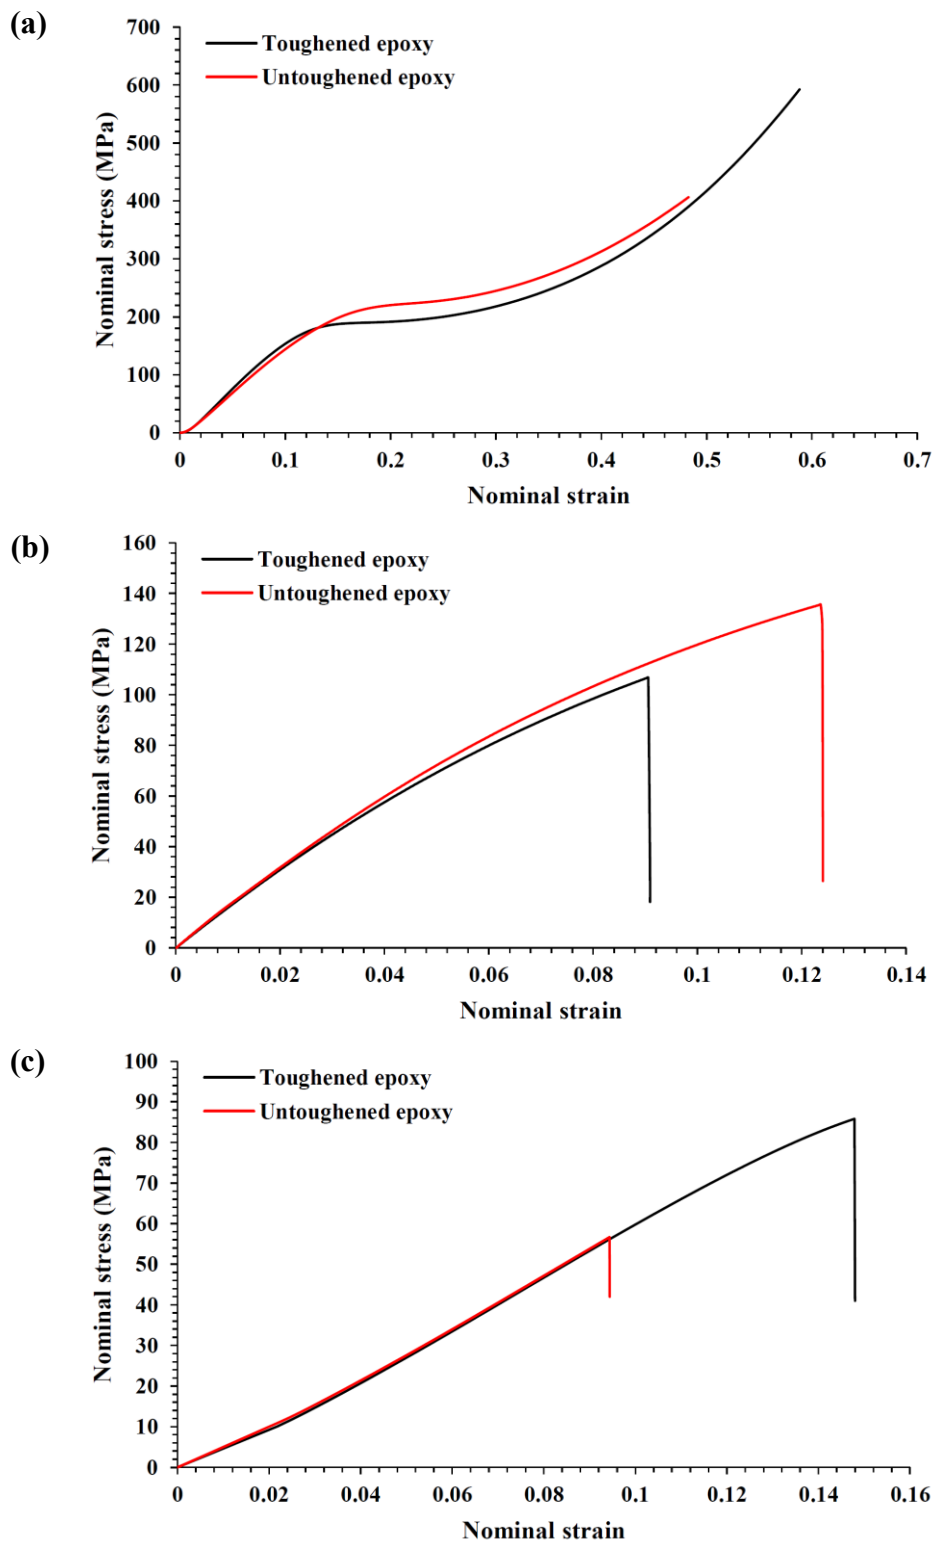 (a)
700
600
500
400
300
200
100
0
Nominal stress (MPa)
Toughened epoxy
Untoughened epoxy
0 0.1 0.2 0.3 0.4 0.5 0.6 0.7
Nominal strain
(b)
160
140
120
100
80
60
40
20
0
Nominal stress (MPa)
Toughened epoxy
Untoughened epoxy
0 0.02 0.04 0.06 0.08 0.1 0.12 0.14
Nominal strain
(c)
100
90
80
70
60
50
40
30
20
10
0
Nominal stress (MPa)
Toughened epoxy
Untoughened epoxy
0 0.02 0.04 0.06 0.08 0.1 0.12 0.14 0.16
Nominal strain